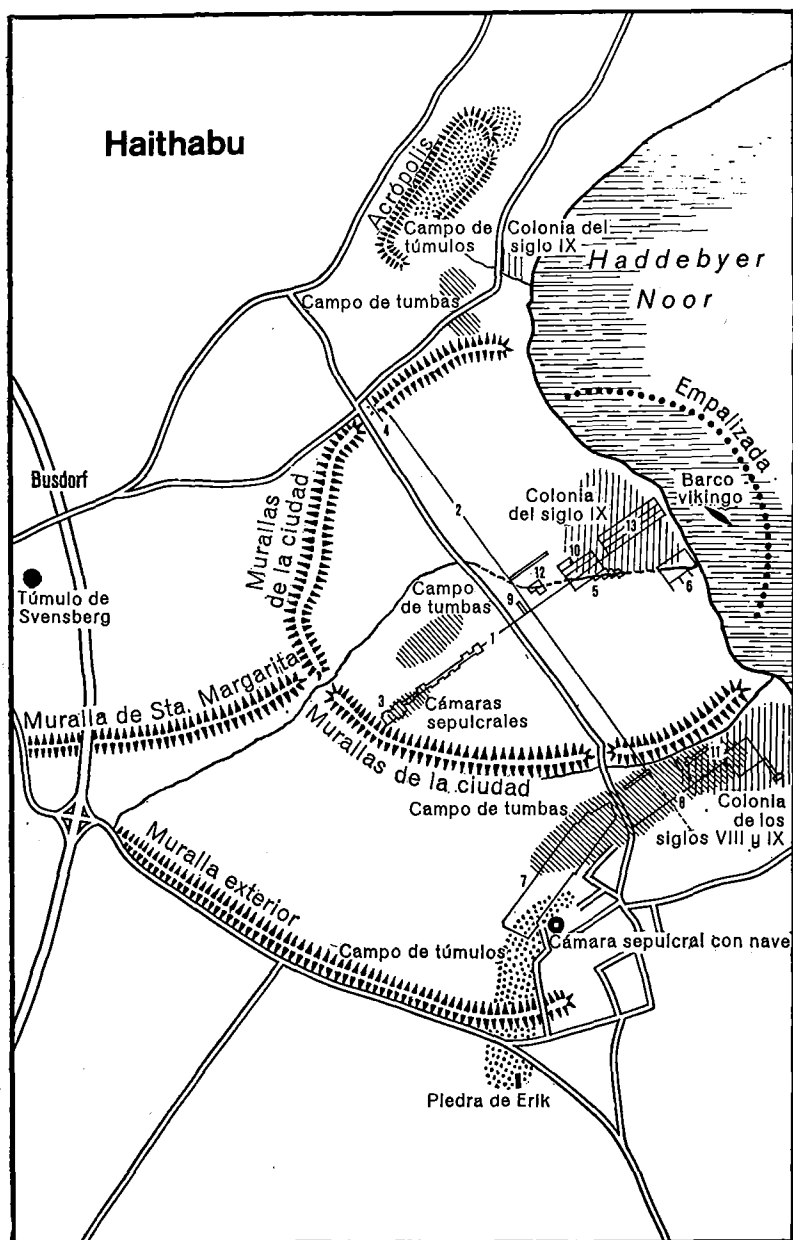 Haithabu
Acrópolis
Campo de
túmulos
Colonia del
siglo IX
Haddebyer
Noor
Campo de tumbas
4
Empalizada
Busdorf
Murallas
de la ciudad
2
Colonia
del siglo IX
Barco
vikingo
13
10
12
5
6
Túmulo de
Svensberg
Campo
de tumbas
9
1
3
Cámaras
sepulcrales
Muralla de Sta. Margarita
Murallas de la ciudad
11
Campo de tumbas
8
Colonia
de los
siglos VIII y IX
Muralla exterior
7
Campo de túmulos
Cámara sepulcral con nave
Piedra de Erik